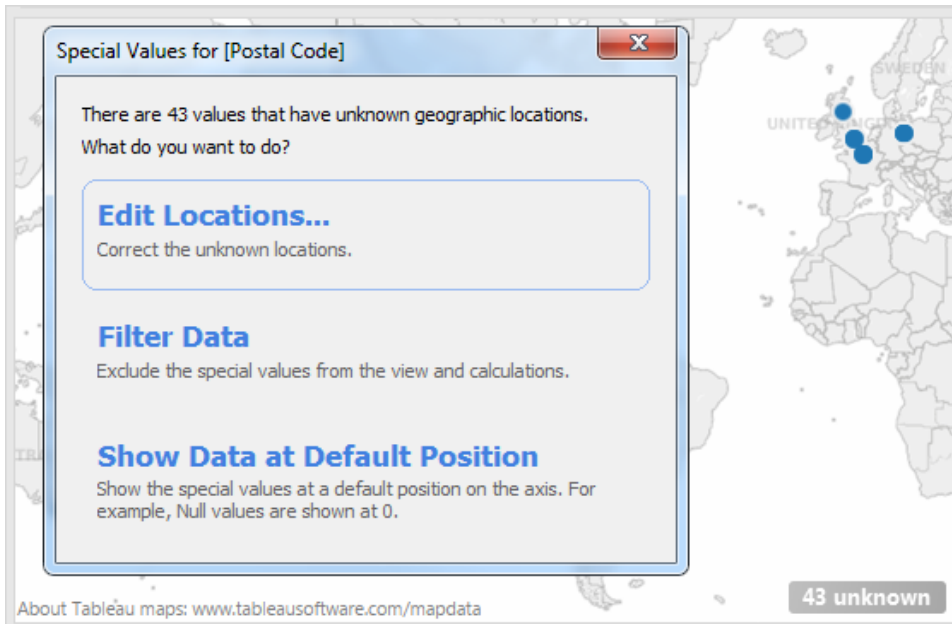 Special Values for [Postal Code]
There are 43 values that have unknown geographic locations.
What do you want to do?
Edit Locations...
Correct the unknown locations.
Filter Data
Exclude the special values from the view and calculations.
Show Data at Default Position
Show the special values at a default position on the axis. For
example, Null values are shown at 0.
SWEDEN
About Tableau maps: www.tableausoftware.com/mapdata
43 unknown